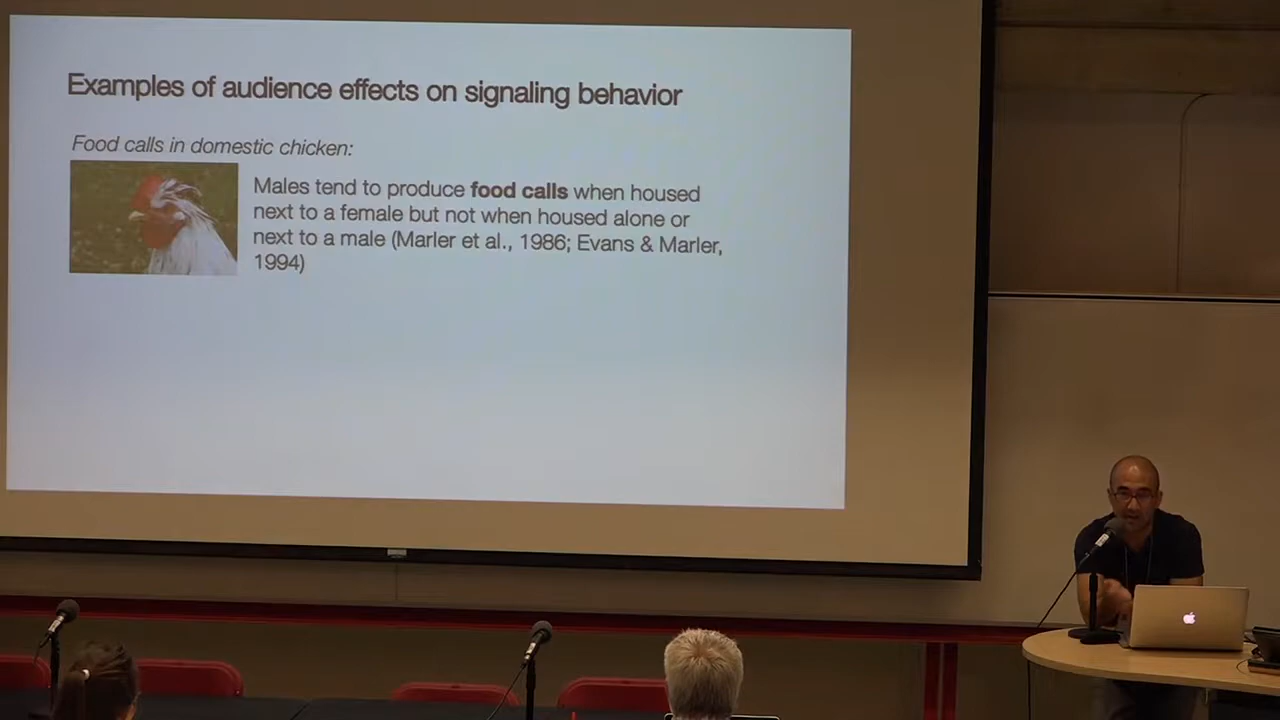 Examples of audience effects on signaling behavior
Food calls in domestic chicken:
Males tend to produce food calls when housed
next to a female but not when housed alone or
next to a male (Marler et al., 1986; Evans & Marler,
1994)